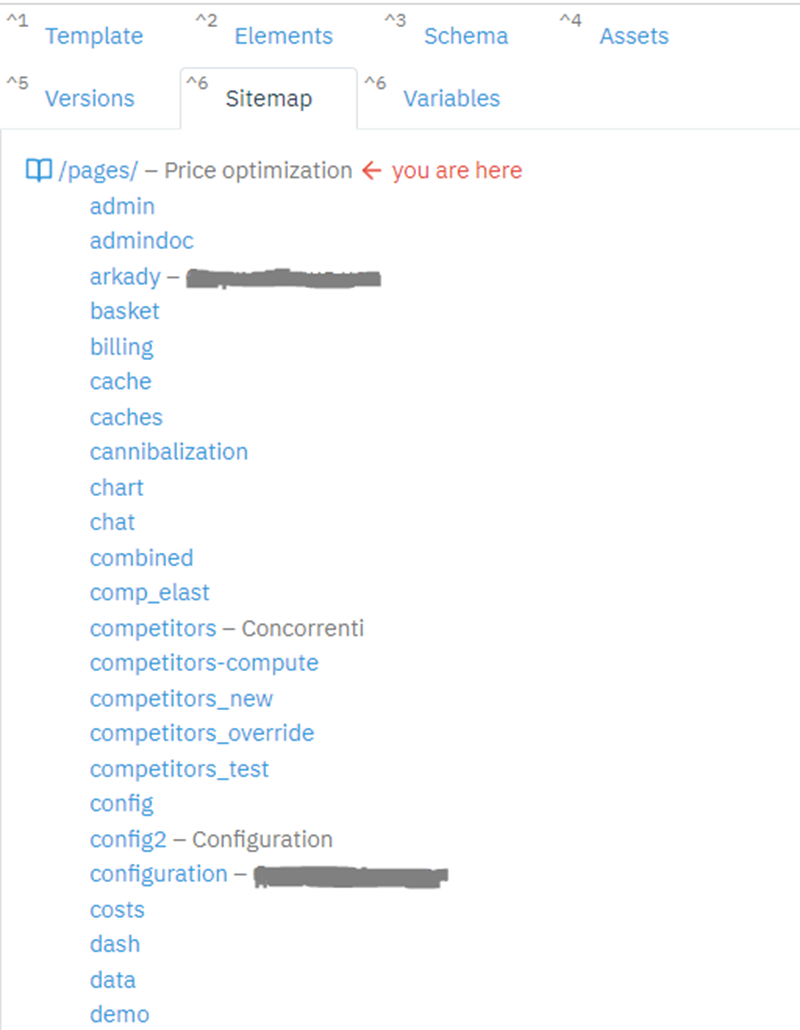 ^1 Template ^2 Elements ^3 Schema ^4 Assets
^5 Versions ^6 Sitemap ^6 Variables
/pages/ – Price optimization ← you are here
admin
admindoc
arkady –
basket
billing
cache
caches
cannibalization
chart
chat
combined
comp_elast
competitors – Concorrenti
competitors-compute
competitors_new
competitors_override
competitors_test
config
config2 – Configuration
configuration –
costs
dash
data
demo